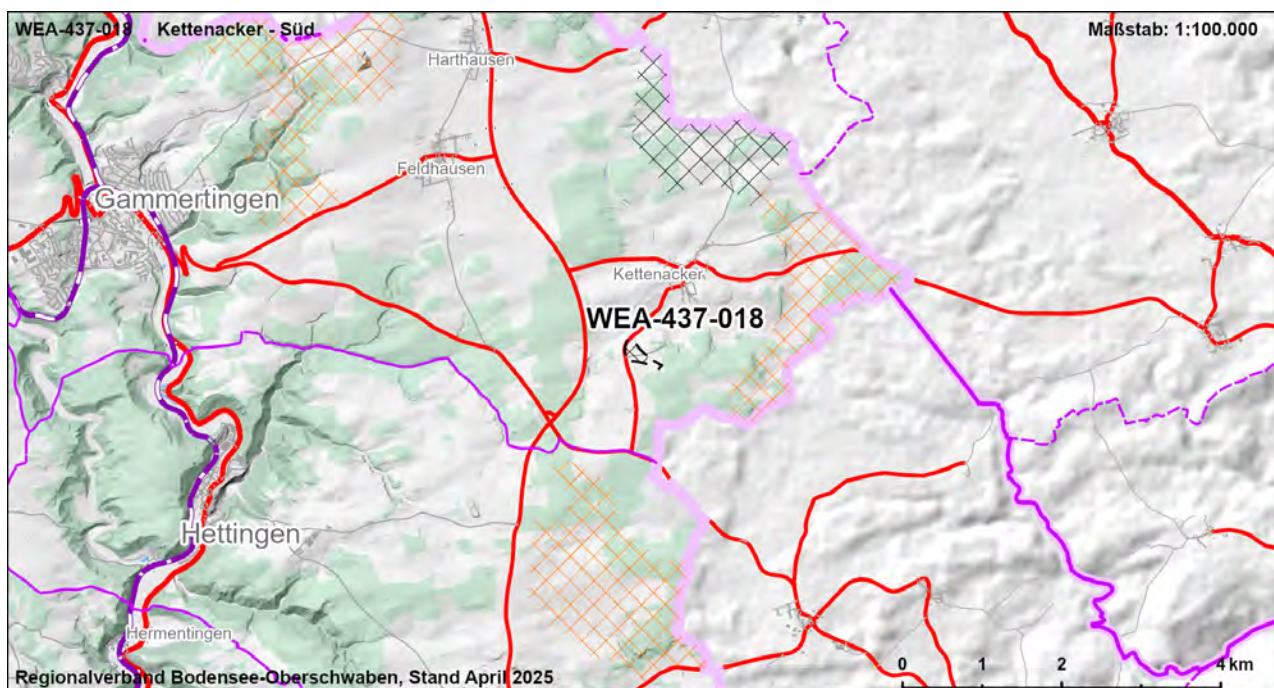 WEA-437-018 Kettenacker - Süd
Maßstab: 1:100.000
Harthausen
Feldhausen
Gammertingen
Kettenacker
WEA-437-018
Hettingen
Hermentingen
0 1 2 4 km
Regionalverband Bodensee-Oberschwaben, Stand April 2025